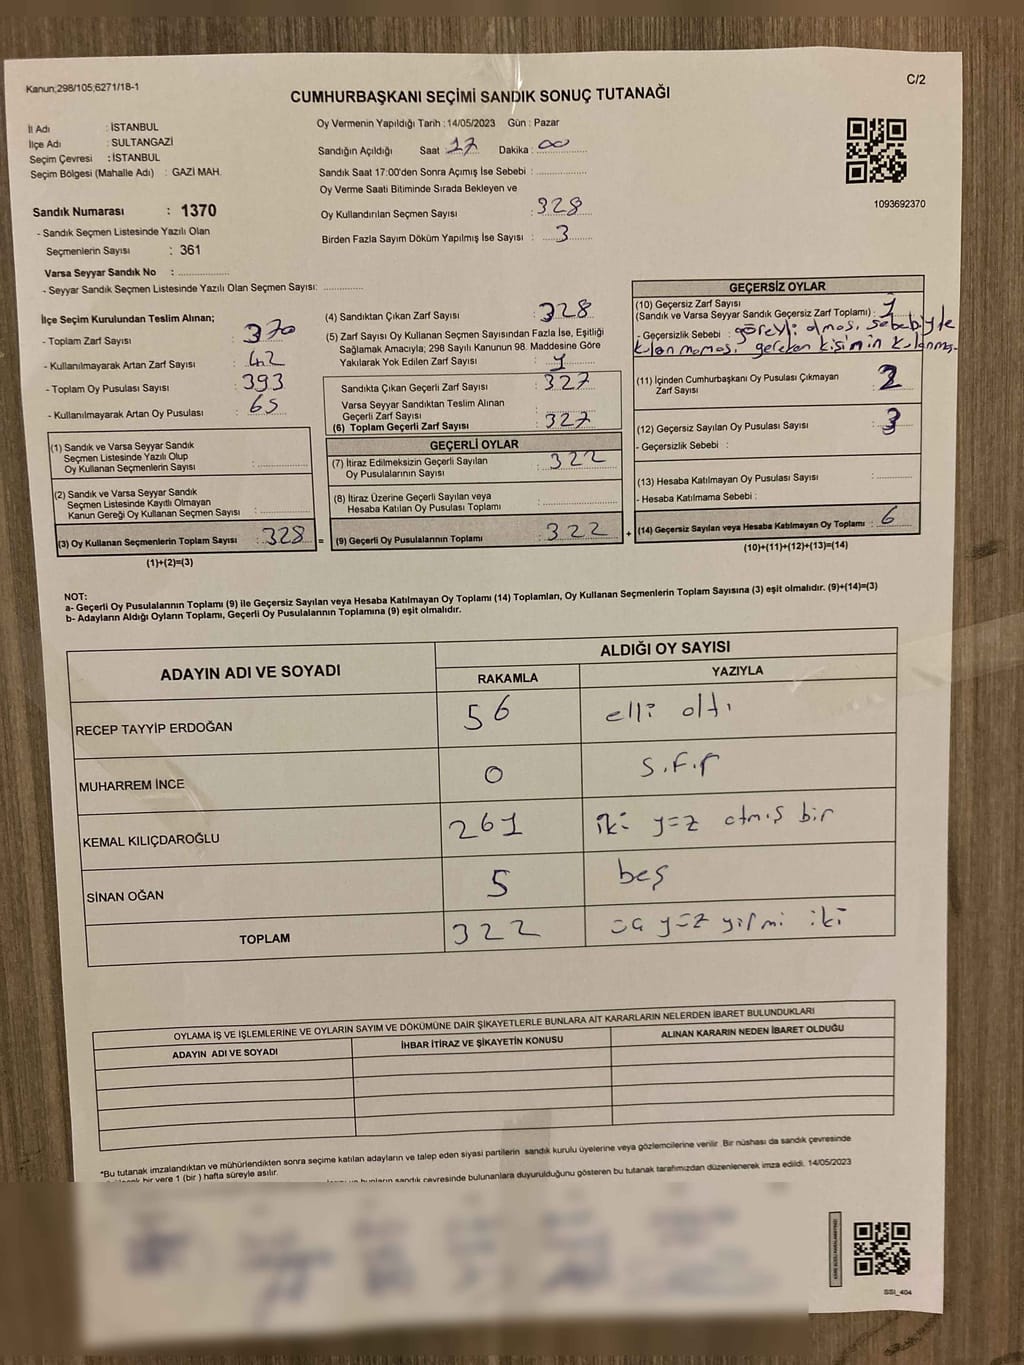 Kanun;298/105;6271/18-1
C/2
CUMHURBAŞKANI SEÇİMİ SANDIK SONUÇ TUTANAĞI
İl Adı : İSTANBUL
İlçe Adı : SULTANGAZİ
Seçim Çevresi : İSTANBUL
Seçim Bölgesi (Mahalle Adı) : GAZİ MAH.
Sandık Numarası : 1370
- Sandık Seçmen Listesinde Yazılı Olan
Seçmenlerin Sayısı : 361
Varsa Seyyar Sandık No :
- Seyyar Sandık Seçmen Listesinde Yazılı Olan Seçmen Sayısı:
Oy Vermenin Yapıldığı Tarih : 14/05/2023 Gün : Pazar
Sandığın Açıldığı Saat 17 Dakika 00
Sandık Saat 17:00'den Sonra Açımış İse Sebebi :
Oy Verme Saati Bitiminde Sırada Bekleyen ve
Oy Kullandırılan Seçmen Sayısı : 328
Birden Fazla Sayım Döküm Yapılmış İse Sayısı : 3
1093692370
İlçe Seçim Kurulundan Teslim Alınan;
- Toplam Zarf Sayısı : 370
- Kullanılmayarak Artan Zarf Sayısı : 42
- Toplam Oy Pusulası Sayısı : 393
- Kullanılmayarak Artan Oy Pusulası : 65
(1) Sandık ve Varsa Seyyar Sandık
Seçmen Listesinde Yazılı Olup
Oy Kullanan Seçmenlerin Sayısı :
(2) Sandık ve Varsa Seyyar Sandık
Seçmen Listesinde Kayıtlı Olmayan
Kanun Gereği Oy Kullanan Seçmen Sayısı :
(3) Oy Kullanan Seçmenlerin Toplam Sayısı : 328 =
(1)+(2)=(3)
(4) Sandıktan Çıkan Zarf Sayısı : 328
(5) Zarf Sayısı Oy Kullanan Seçmen Sayısından Fazla İse, Eşitliği
Sağlamak Amacıyla; 298 Sayılı Kanunun 98. Maddesine Göre
Yakılarak Yok Edilen Zarf Sayısı : 1
Sandıkta Çıkan Geçerli Zarf Sayısı : 327
Varsa Seyyar Sandıktan Teslim Alınan
Geçerli Zarf Sayısı :
(6) Toplam Geçerli Zarf Sayısı : 327
GEÇERLİ OYLAR
(7) İtiraz Edilmeksizin Geçerli Sayılan : 322
Oy Pusulalarının Sayısı
(8) İtiraz Üzerine Geçerli Sayılan veya
Hesaba Katılan Oy Pusulası Toplamı :
(9) Geçerli Oy Pusulalarının Toplamı : 322 +
GEÇERSİZ OYLAR
(10) Geçersiz Zarf Sayısı
(Sandık ve Varsa Seyyar Sandık Geçersiz Zarf Toplamı) : 1
- Geçersizlik Sebebi : görevli olması sebebiyle
kullanmaması gereken kişinin kullanması
(11) İçinden Cumhurbaşkanı Oy Pusulası Çıkmayan
Zarf Sayısı : 2
(12) Geçersiz Sayılan Oy Pusulası Sayısı : 3
- Geçersizlik Sebebi :
(13) Hesaba Katılmayan Oy Pusulası Sayısı :
- Hesaba Katılmama Sebebi :
(14) Geçersiz Sayılan veya Hesaba Katılmayan Oy Toplamı : 6
(10)+(11)+(12)+(13)=(14)
NOT:
a- Geçerli Oy Pusulalarının Toplamı (9) ile Geçersiz Sayılan veya Hesaba Katılmayan Oy Toplamı (14) Toplamları, Oy Kullanan Seçmenlerin Toplam Sayısına (3) eşit olmalıdır. (9)+(14)=(3)
b- Adayların Aldığı Oyların Toplamı, Geçerli Oy Pusulalarının Toplamına (9) eşit olmalıdır.
ADAYIN ADI VE SOYADI
ALDIĞI OY SAYISI
RAKAMLA YAZIYLA
RECEP TAYYİP ERDOĞAN 56 elli altı
MUHARREM İNCE 0 sıfır
KEMAL KILIÇDAROĞLU 261 iki yüz atmış bir
SİNAN OĞAN 5 beş
TOPLAM 322 üç yüz yirmi iki
OYLAMA İŞ VE İŞLEMLERİNE VE OYLARIN SAYIM VE DÖKÜMÜNE DAİR ŞİKAYETLERLE BUNLARA AİT KARARLARIN NELERDEN İBARET BULUNDUKLARI
ADAYIN ADI VE SOYADI İHBAR İTİRAZ VE ŞİKAYETİN KONUSU ALINAN KARARIN NEDEN İBARET OLDUĞU
*Bu tutanak imzalandıktan ve mühürlendikten sonra seçime katılan adayların ve talep eden siyasi partilerin sandık kurulu üyelerine veya gözlemcilerine verilir. Bir nüshası da sandık çevresinde
bir yere 1 (bir) hafta süreyle asılır.
bunların sandık çevresinde bulunanlara duyurulduğunu gösteren bu tutanak tarafımızdan düzenlenerek imza edildi. 14/05/2023
SSI_404